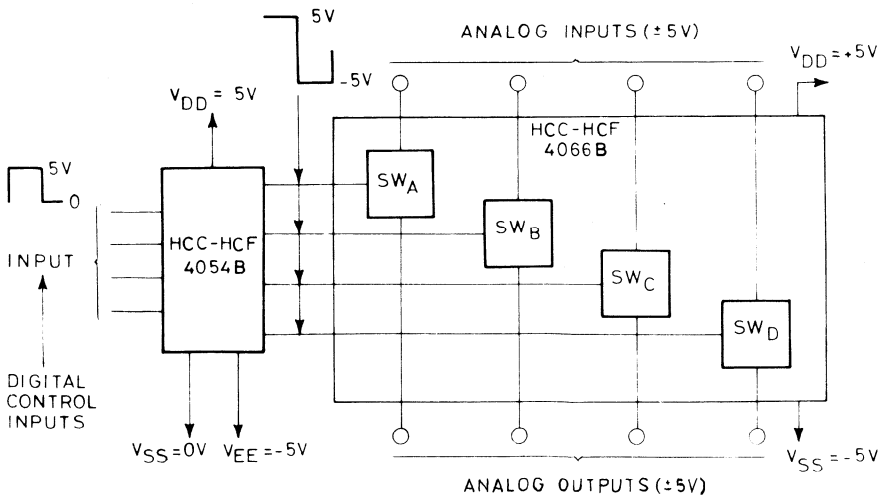 5V
-5V
ANALOG INPUTS (±5V)
VDD = +5V
VDD = 5V
5V
0
INPUT
HCC-HCF
4054B
HCC-HCF
4066B
SWA
SWB
SWC
SWD
DIGITAL
CONTROL
INPUTS
VSS = 0V
VEE = -5V
VSS = -5V
ANALOG OUTPUTS (±5V)